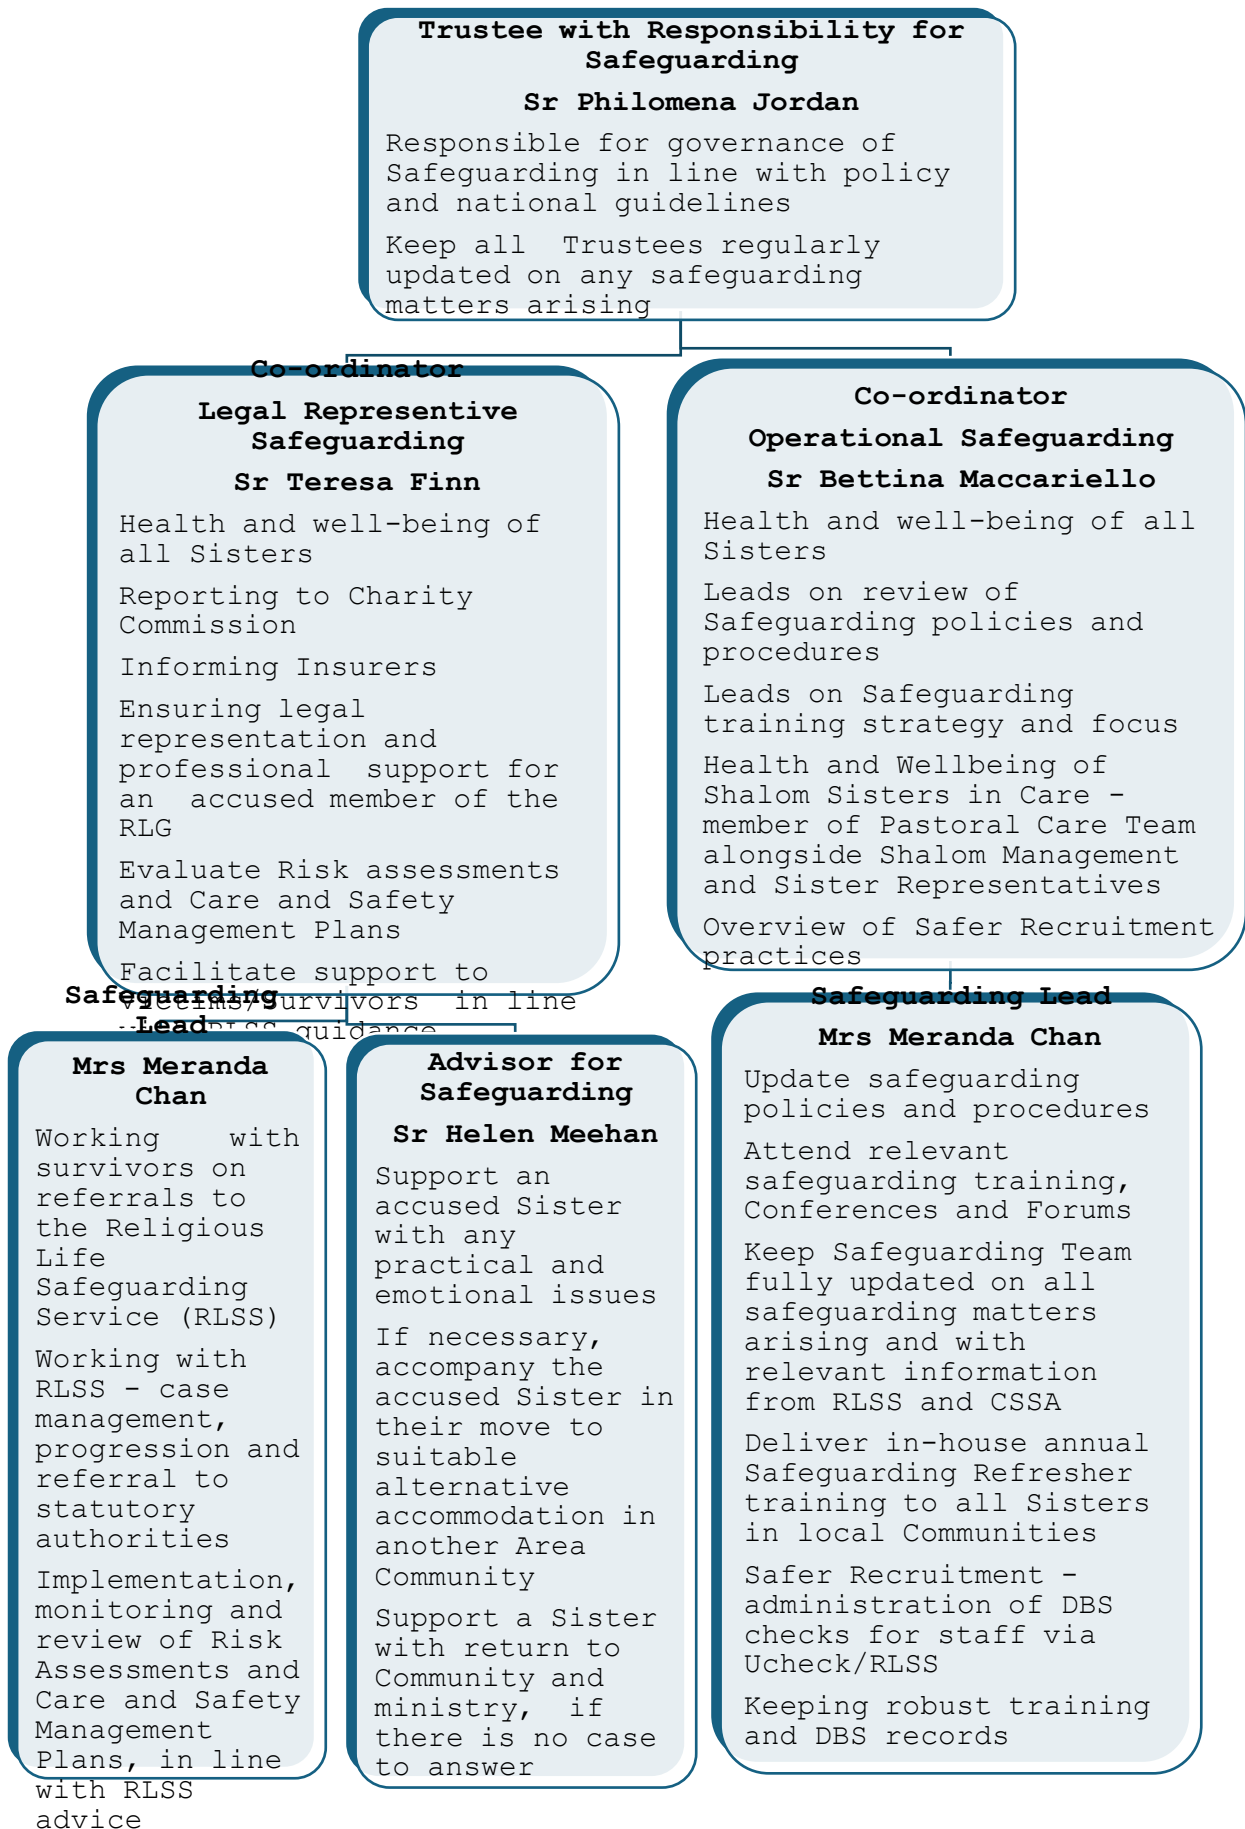 Trustee with Responsibility for
Safeguarding
Sr Philomena Jordan
Responsible for governance of
Safeguarding in line with policy
and national guidelines
Keep all  Trustees regularly
updated on any safeguarding
matters arising
Co-ordinator
Legal Representive
Safeguarding
Sr Teresa Finn
Health and well-being of
all Sisters
Reporting to Charity
Commission
Informing Insurers
Ensuring legal
representation and
professional  support for
an  accused member of the
RLG
Evaluate Risk assessments
and Care and Safety
Management Plans
Facilitate support to
victims/survivors  in line
RLSS guidance
Co-ordinator
Operational Safeguarding
Sr Bettina Maccariello
Health and well-being of all
Sisters
Leads on review of
Safeguarding policies and
procedures
Leads on Safeguarding
training strategy and focus
Health and Wellbeing of
Shalom Sisters in Care –
member of Pastoral Care Team
alongside Shalom Management
and Sister Representatives
Overview of Safer Recruitment
practices
Safeguarding
Lead
Mrs Meranda
Chan
Working    with
survivors on
referrals to
the Religious
Life
Safeguarding
Service (RLSS)
Working with
RLSS – case
management,
progression and
referral to
statutory
authorities
Implementation,
monitoring and
review of Risk
Assessments and
Care and Safety
Management
Plans, in line
with RLSS
advice
Advisor for
Safeguarding
Sr Helen Meehan
Support an
accused Sister
with any
practical and
emotional issues
If necessary,
accompany the
accused Sister in
their move to
suitable
alternative
accommodation in
another Area
Community
Support a Sister
with return to
Community and
ministry,  if
there is no case
to answer
Safeguarding Lead
Mrs Meranda Chan
Update safeguarding
policies and procedures
Attend relevant
safeguarding training,
Conferences and Forums
Keep Safeguarding Team
fully updated on all
safeguarding matters
arising and with
relevant information
from RLSS and CSSA
Deliver in-house annual
Safeguarding Refresher
training to all Sisters
in local Communities
Safer Recruitment –
administration of DBS
checks for staff via
Ucheck/RLSS
Keeping robust training
and DBS records